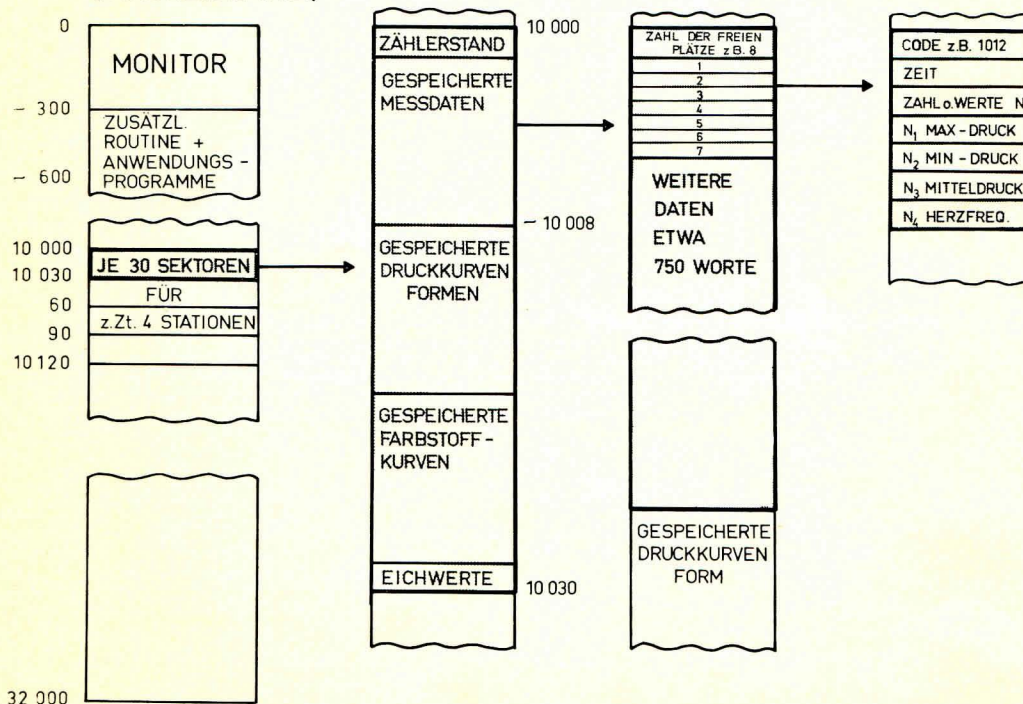 0
MONITOR
~ 300
ZUSÄTZL.
ROUTINE +
ANWENDUNGS-
PROGRAMME
~ 600
10 000
10 030
JE 30 SEKTOREN
FÜR
60
z.Zt. 4 STATIONEN
90
10 120
32 000
10 000
ZÄHLERSTAND
GESPEICHERTE
MESSDATEN
~ 10 008
GESPEICHERTE
DRUCKKURVEN
FORMEN
GESPEICHERTE
FARBSTOFF-
KURVEN
EICHWERTE
10 030
ZAHL DER FREIEN
PLÄTZE z.B. 8
1
2
3
4
5
6
7
WEITERE
DATEN
ETWA
750 WORTE
GESPEICHERTE
DRUCKKURVEN
FORM
CODE z.B. 1012
ZEIT
ZAHL o. WERTE N
N₁ MAX-DRUCK
N₂ MIN-DRUCK
N₃ MITTELDRUCK
N₄ HERZFREQ.